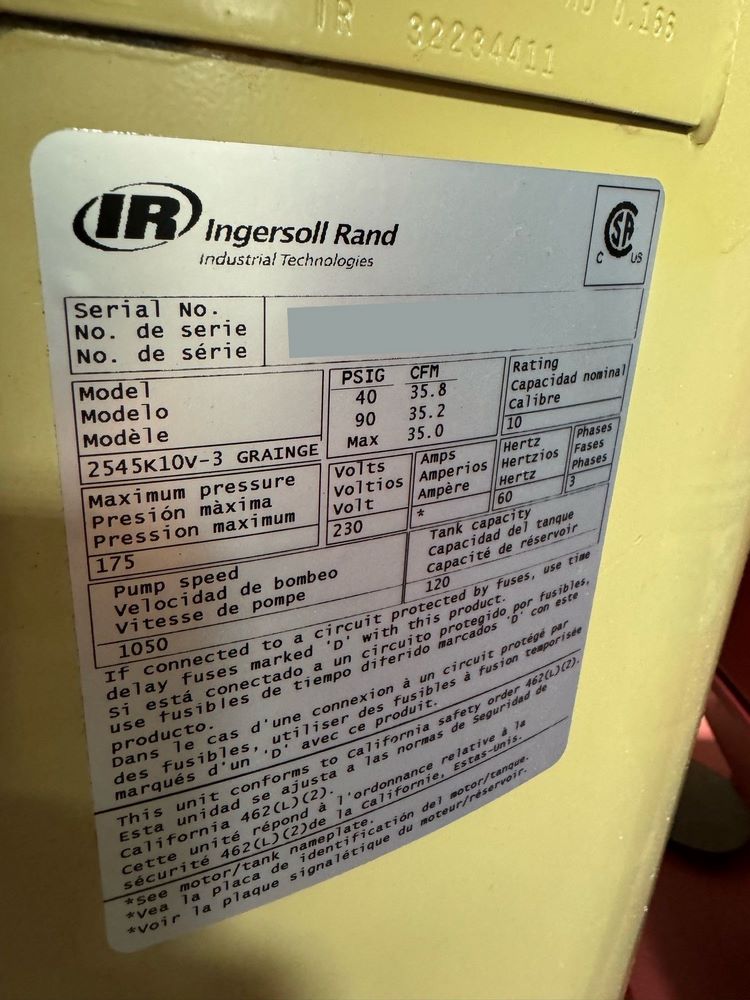 IR 32234411
0.166
IR Ingersoll Rand
Industrial Technologies
SA
C US
Serial No.
No. de serie
No. de série
Model
Modelo
Modèle
2545K10V-3 GRAINGE
PSIG CFM
40 35.8
90 35.2
Max 35.0
Rating
Capacidad nominal
Calibre
10
Maximum pressure
Presión màxima
Pression maximum
175
Volts
Voltios
Volt
230
Amps
Amperios
Ampère
*
Hertz
Hertzios
Hertz
60
Phases
Fases
Phases
3
Pump speed
Velocidad de bombeo
Vitesse de pompe
1050
Tank capacity
Capacidad del tanque
Capacité de réservoir
120
If connected to a circuit protected by fuses, use time
delay fuses marked 'D' with this product.
Si está conectado a un circuito protegido por fusibles,
use fusibles de tiempo diferido marcados 'D' con este
producto.
Dans le cas d'une connexion à un circuit protégé par
des fusibles, utiliser des fusibles à fusion temporisée
marqués d'un 'D' avec ce produit.
This unit conforms to California safety order 462(L)(2).
Esta unidad se ajusta a las normas de Seguridad de
California 462(L)(2).
Cette unité répond à l'ordonnance relative à la
sécurité 462(L)(2)de la Californie, Estas-Unis.
*See motor/tank nameplate.
*Vea la placa de identificación del motor/tanque.
*Voir la plaque signalétique du moteur/réservoir.